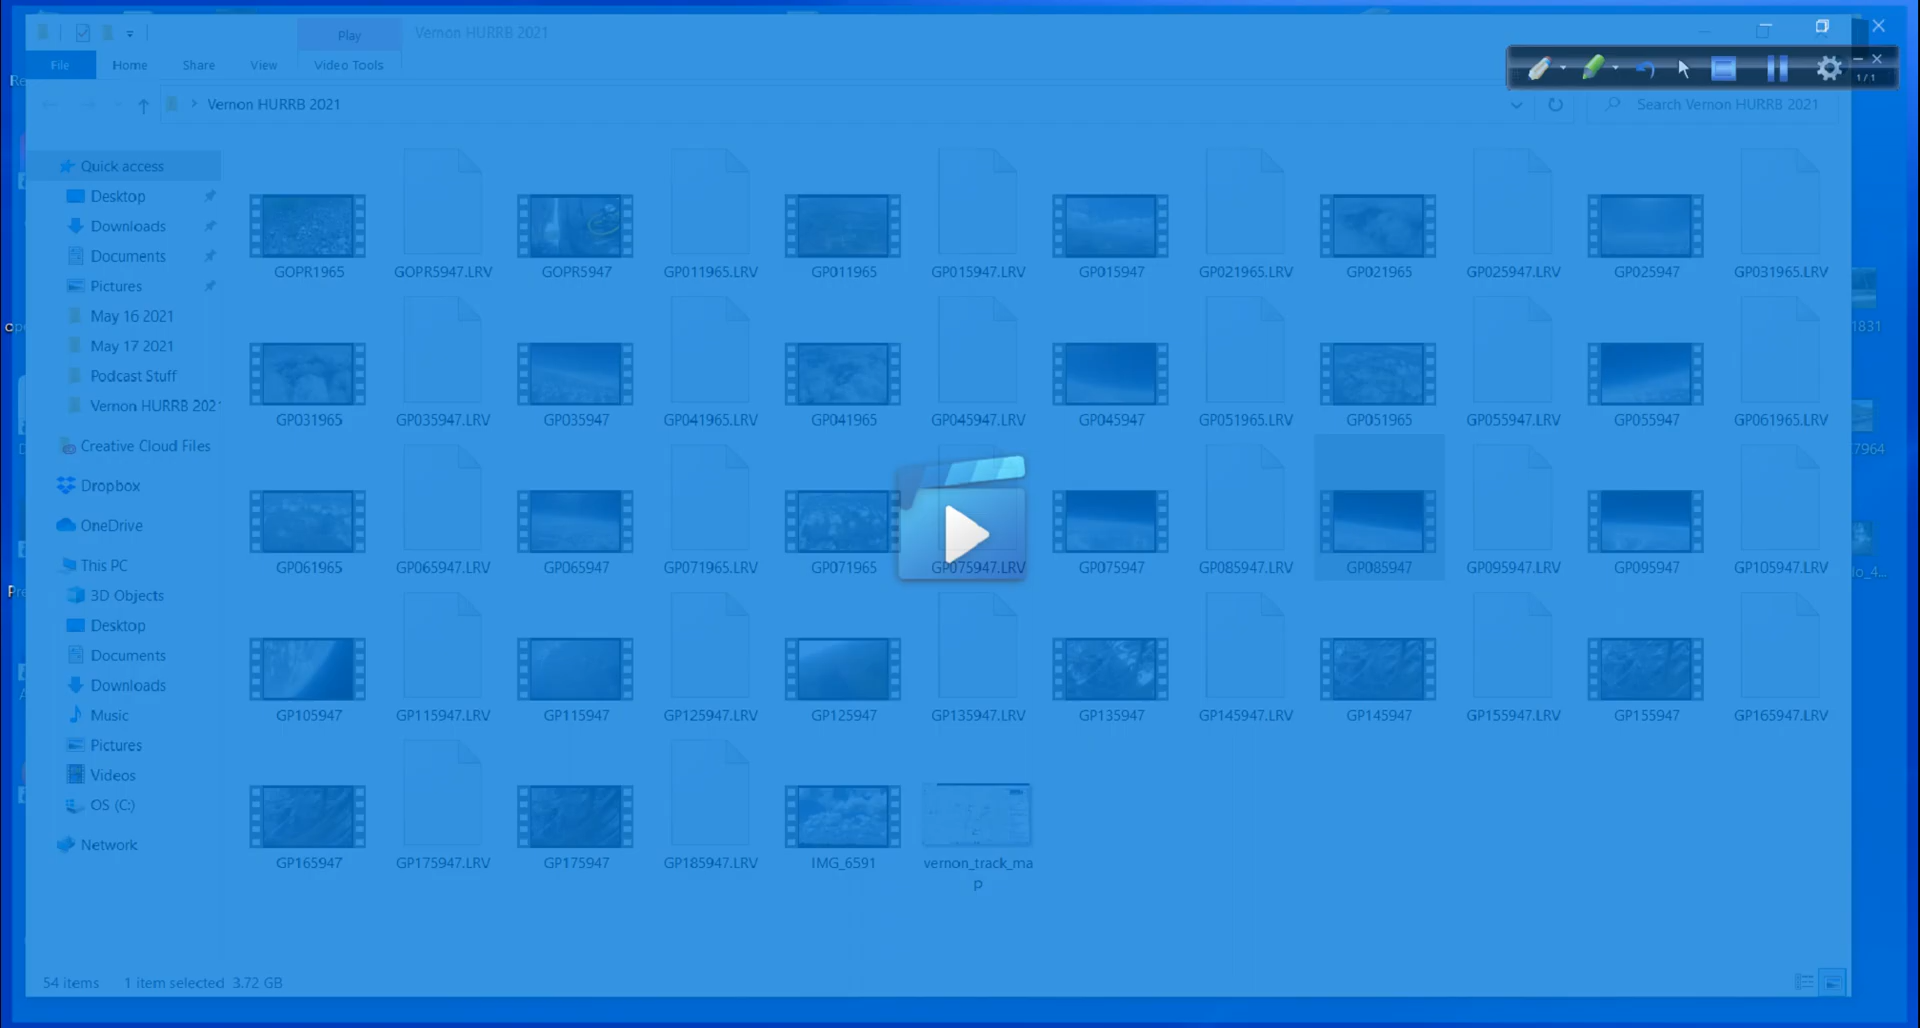 Play
Vernon HURRB 2021
File
Home
Share
View
Video Tools
1/1
Vernon HURRB 2021
Search Vernon HURRB 2021
Quick access
Desktop
Downloads
Documents
Pictures
May 16 2021
May 17 2021
Podcast Stuff
Vernon HURRB 202
Creative Cloud Files
Dropbox
OneDrive
This PC
3D Objects
Desktop
Documents
Downloads
Music
Pictures
Videos
OS (C:)
Network
GOPR1965 GOPR5947.LRV GOPR5947 GP011965.LRV GP011965 GP015947.LRV GP015947 GP021965.LRV GP021965 GP025947.LRV GP025947 GP031965.LRV
GP031965 GP035947.LRV GP035947 GP041965.LRV GP041965 GP045947.LRV GP045947 GP051965.LRV GP051965 GP055947.LRV GP055947 GP061965.LRV
GP061965 GP065947.LRV GP065947 GP071965.LRV GP071965 GP075947.LRV GP075947 GP085947.LRV GP085947 GP095947.LRV GP095947 GP105947.LRV
GP105947 GP115947.LRV GP115947 GP125947.LRV GP125947 GP135947.LRV GP135947 GP145947.LRV GP145947 GP155947.LRV GP155947 GP165947.LRV
GP165947 GP175947.LRV GP175947 GP185947.LRV IMG_6591 vernon_track_ma
p
1831
7964
lo_4...
54 items 1 item selected 3.72 GB